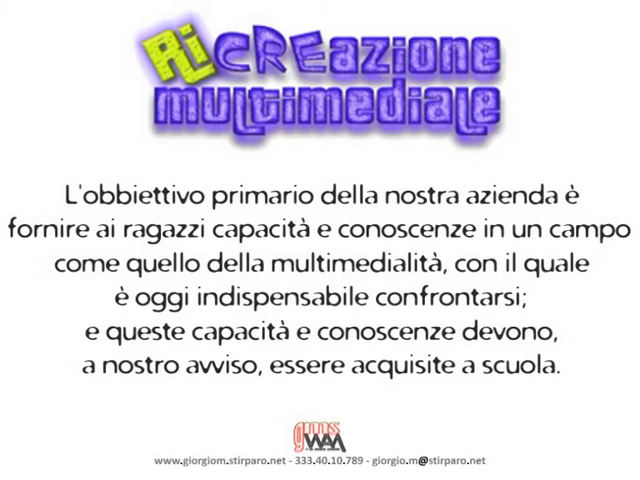 RiCREazione
multimediale
L'obbiettivo primario della nostra azienda è
fornire ai ragazzi capacità e conoscenze in un campo
come quello della multimedialità, con il quale
è oggi indispensabile confrontarsi;
e queste capacità e conoscenze devono,
a nostro avviso, essere acquisite a scuola.
gms
WAM
www.giorgiom.stirparo.net - 333.40.10.789 - giorgio.m@stirparo.net